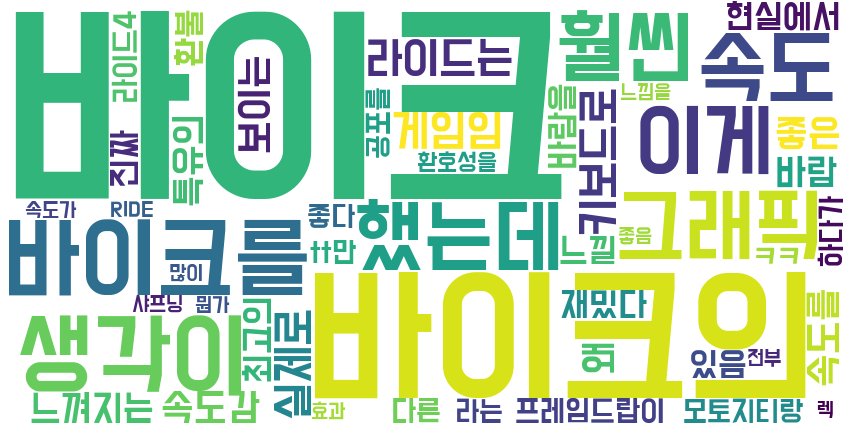 바이크
현실에서
라이드4
환불
보이는
라이드는
훨씬
속도
느낌을
공포를
게임임
바람을
키보드로
이게
좋은
진짜
특유의
환호성을
바람
속도가
RIDE
좋다
했는데
그래픽
하다가
바이크를
ㅉ만
느낄
좋음
ㅋㅋ
많이
샤프닝
뭔가
바이크의
재밌다
속도를
생각이
최고의
실제로
왜
있음
전부
느껴지는
속도감
효과
다른
라는
프레임드랍이
모토지티랑
렉